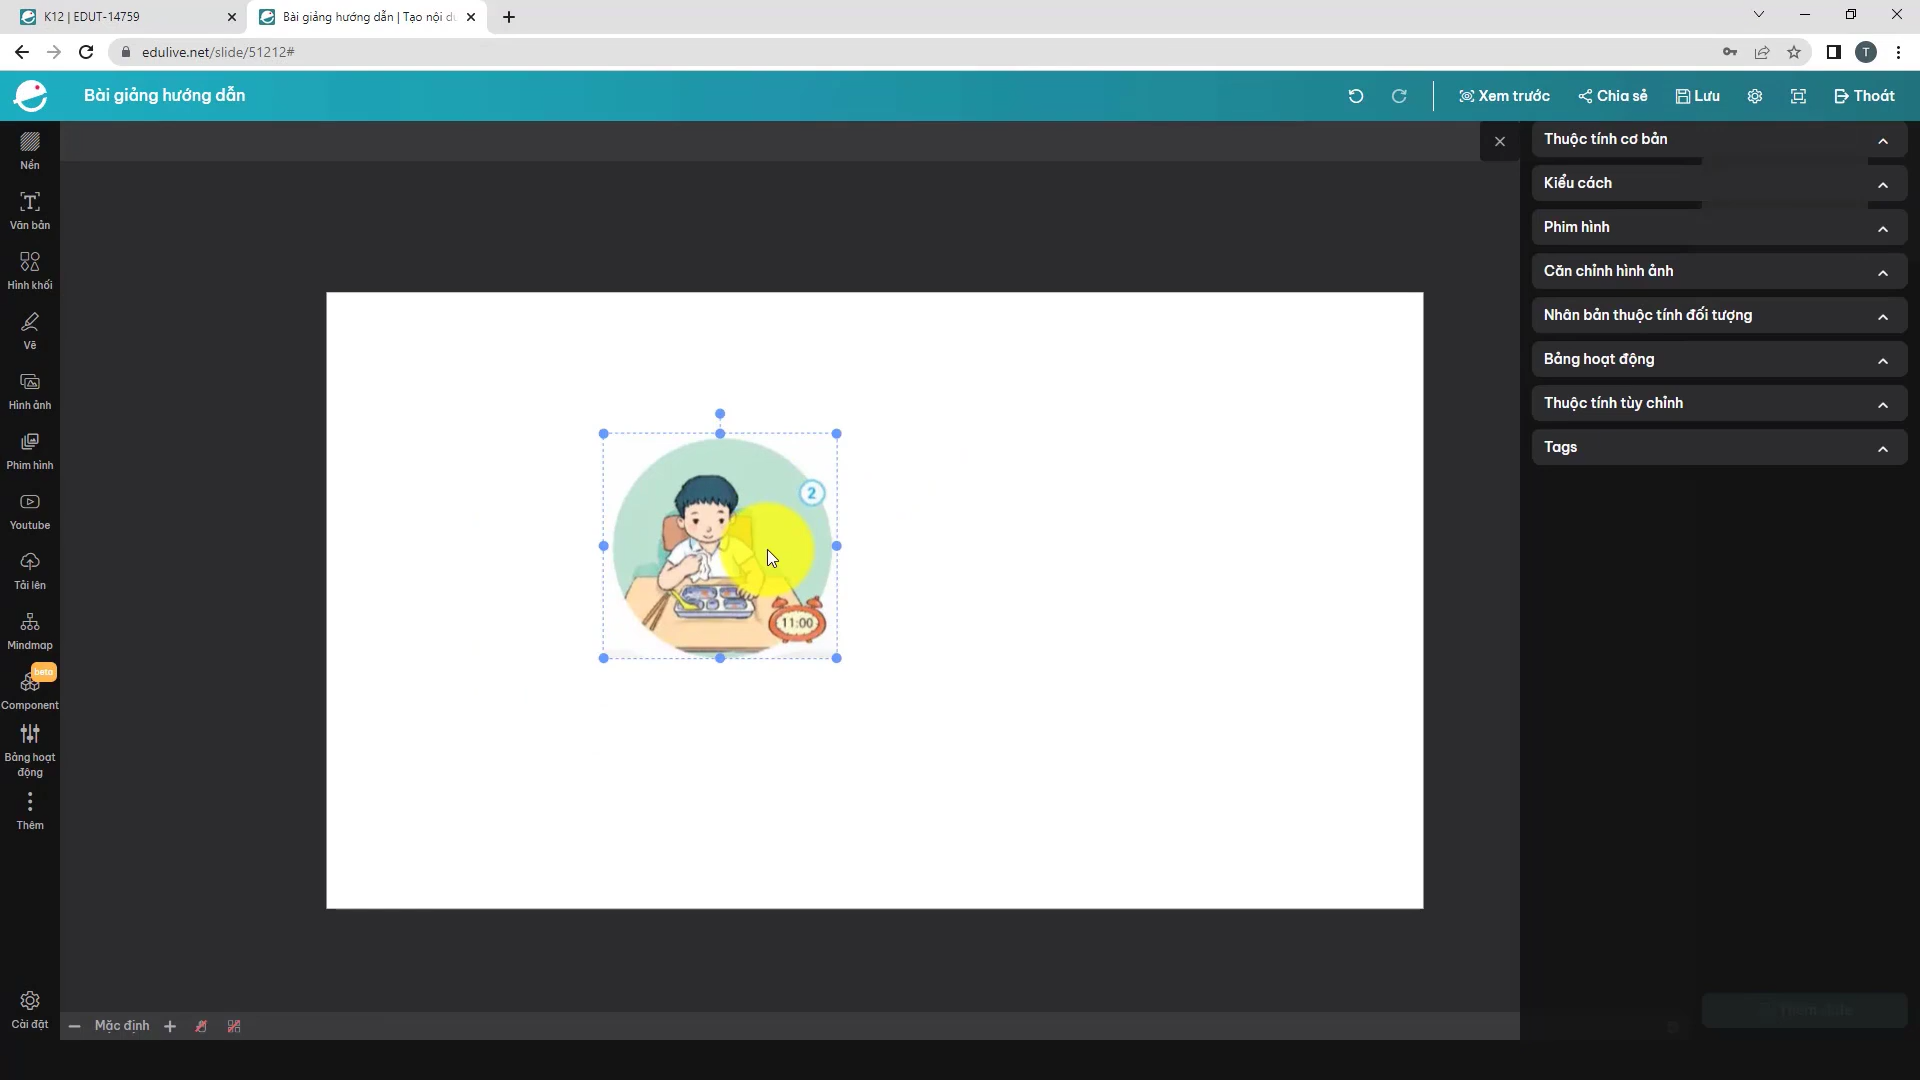 K12 | EDUT-14759
Bài giảng hướng dẫn | Tạo nội dụ
edulive.net/slide/51212#
T
Bài giảng hướng dẫn
Xem trước
Chia sẻ
Lưu
Thoát
Nền
Văn bản
Hình khối
Vẽ
Hình ảnh
Phim hình
Youtube
Tải lên
Mindmap
beta
Component
Bảng hoạt
động
Thêm
Cài đặt
2
11:00
Thuộc tính cơ bản
Kiểu cách
Phim hình
Căn chỉnh hình ảnh
Nhân bản thuộc tính đối tượng
Bảng hoạt động
Thuộc tính tùy chỉnh
Tags
Mặc định